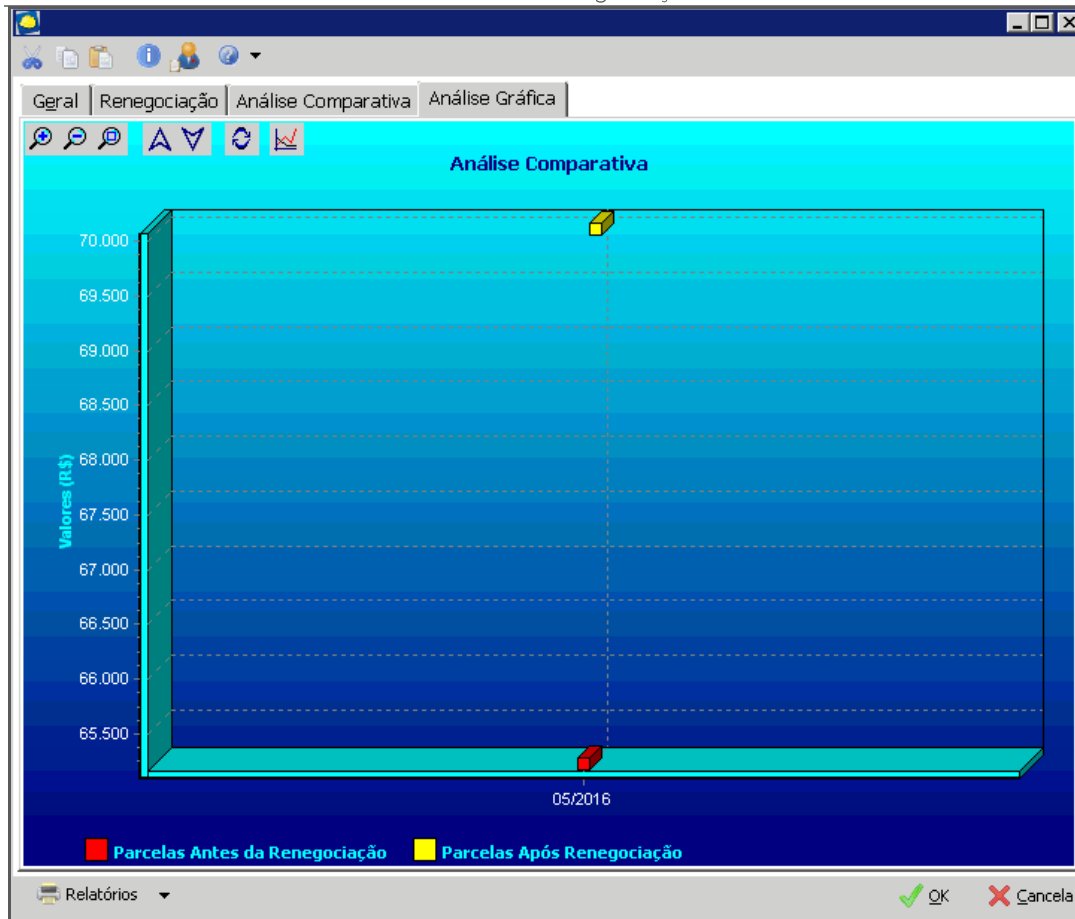 Geral Renegociação Análise Comparativa Análise Gráfica
Análise Comparativa
Valores (R$)
70.000
69.500
69.000
68.500
68.000
67.500
67.000
66.500
66.000
65.500
05/2016
Parcelas Antes da Renegociação Parcelas Após Renegociação
Relatórios OK Cancela